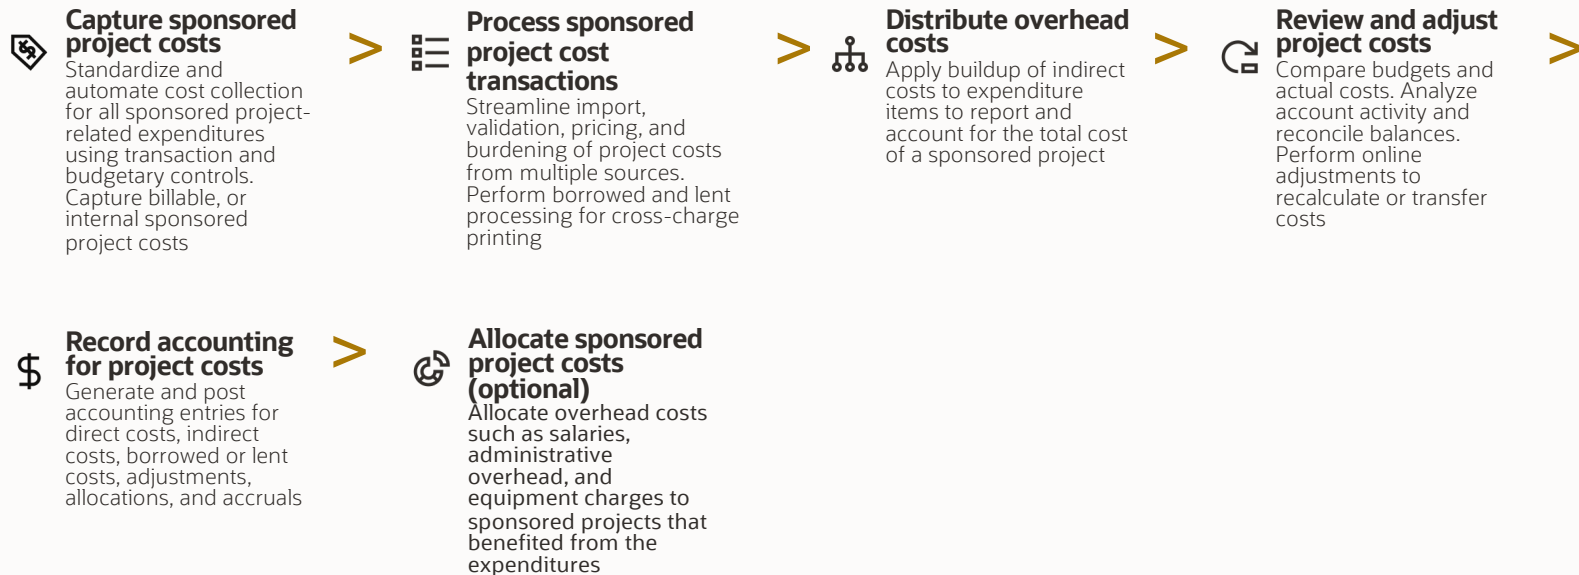 Capture sponsored
project costs
Standardize and
automate cost collection
for all sponsored project-
related expenditures
using transaction and
budgetary controls.
Capture billable, or
internal sponsored
project costs
>
Process sponsored
project cost
transactions
Streamline import,
validation, pricing, and
burdening of project costs
from multiple sources.
Perform borrowed and lent
processing for cross-charge
printing
>
Distribute overhead
costs
Apply buildup of indirect
costs to expenditure
items to report and
account for the total cost
of a sponsored project
>
Review and adjust
project costs
Compare budgets and
actual costs. Analyze
account activity and
reconcile balances.
Perform online
adjustments to
recalculate or transfer
costs
>
$
Record accounting
for project costs
Generate and post
accounting entries for
direct costs, indirect
costs, borrowed or lent
costs, adjustments,
allocations, and accruals
>
Allocate sponsored
project costs
(optional)
Allocate overhead costs
such as salaries,
administrative
overhead, and
equipment charges to
sponsored projects that
benefited from the
expenditures